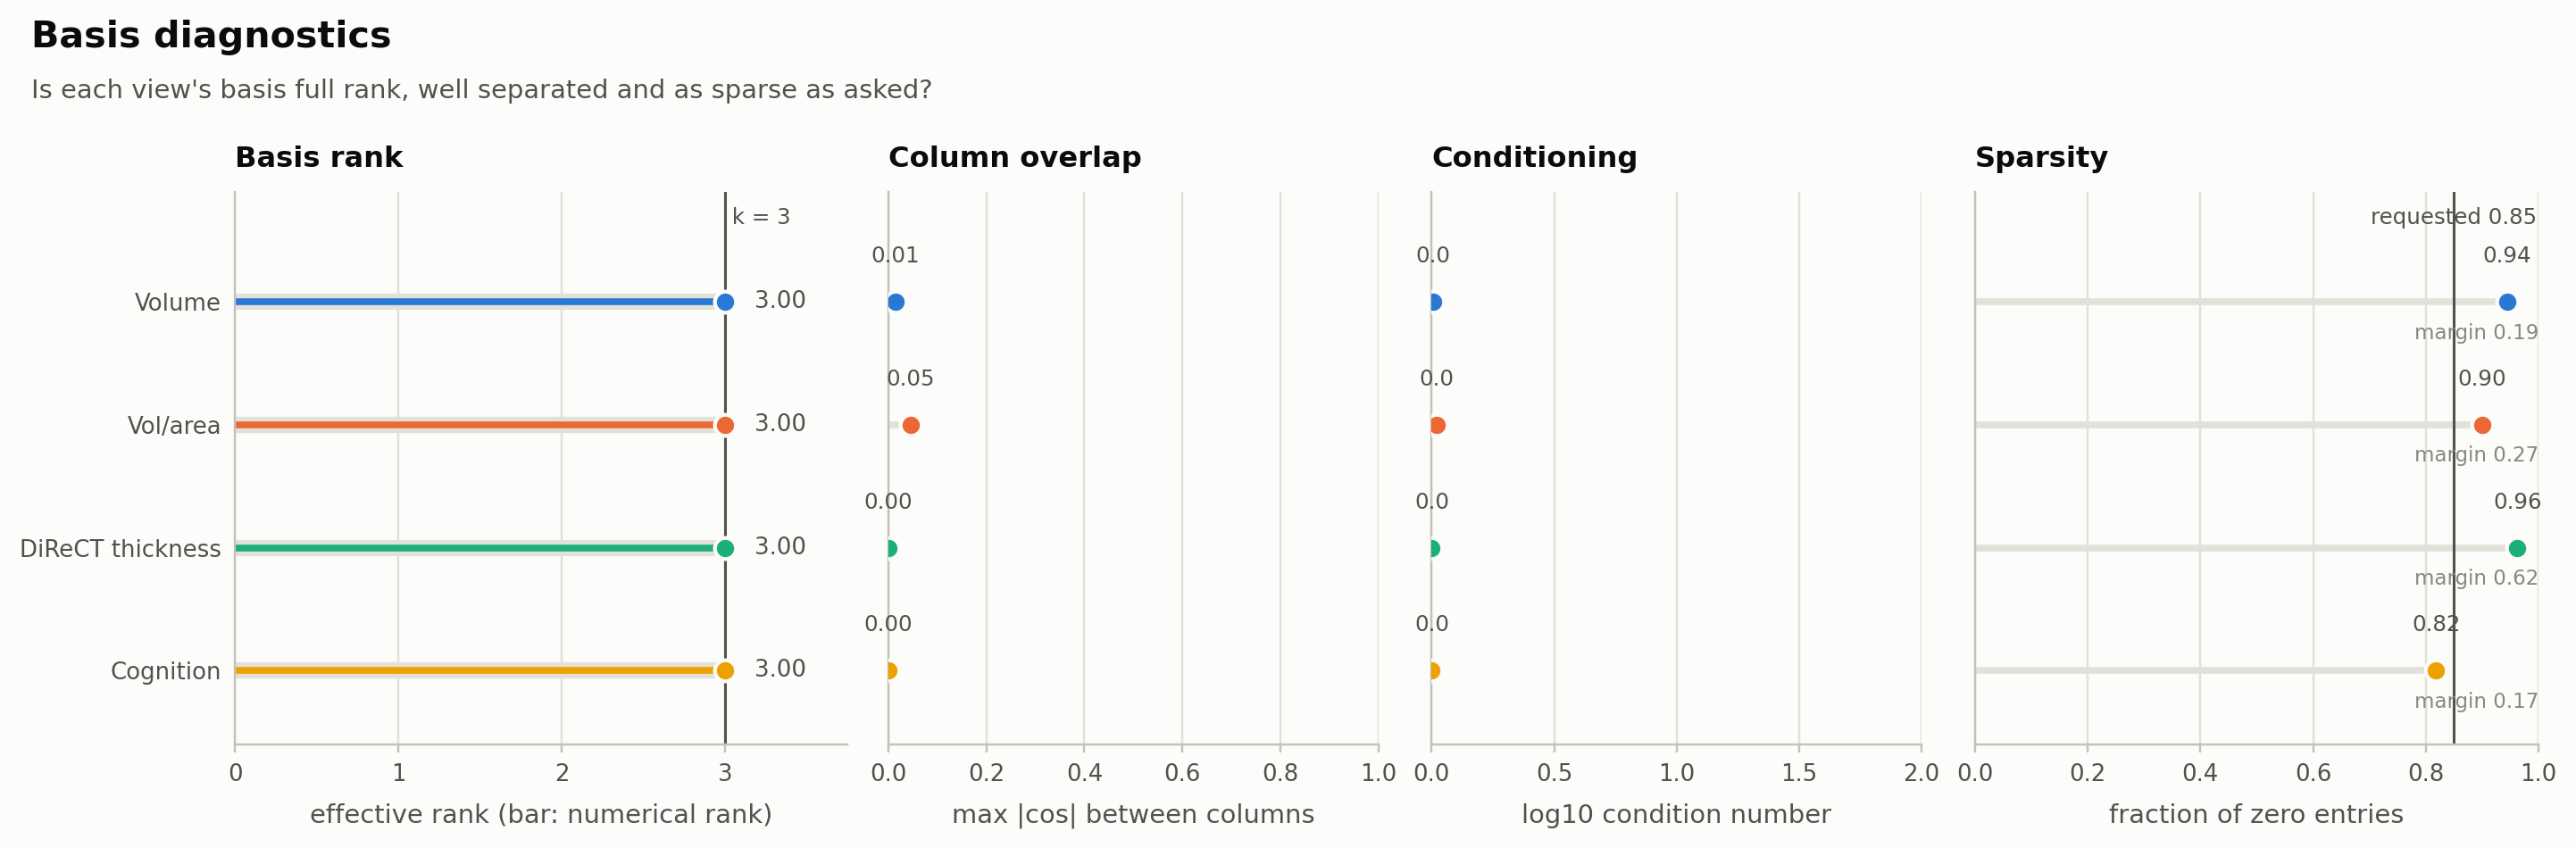 Basis diagnostics
Is each view's basis full rank, well separated and as sparse as asked?
Basis rank
k = 3
Volume
3.00
Vol/area
3.00
DiReCT thickness
3.00
Cognition
3.00
0 1 2 3
effective rank (bar: numerical rank)
Column overlap
0.01
0.05
0.00
0.00
0.0 0.2 0.4 0.6 0.8 1.0
max |cos| between columns
Conditioning
0.0
0.0
0.0
0.0
0.0 0.5 1.0 1.5 2.0
log10 condition number
Sparsity
requested 0.85
0.94
margin 0.19
0.90
margin 0.27
0.96
margin 0.62
0.82
margin 0.17
0.0 0.2 0.4 0.6 0.8 1.0
fraction of zero entries